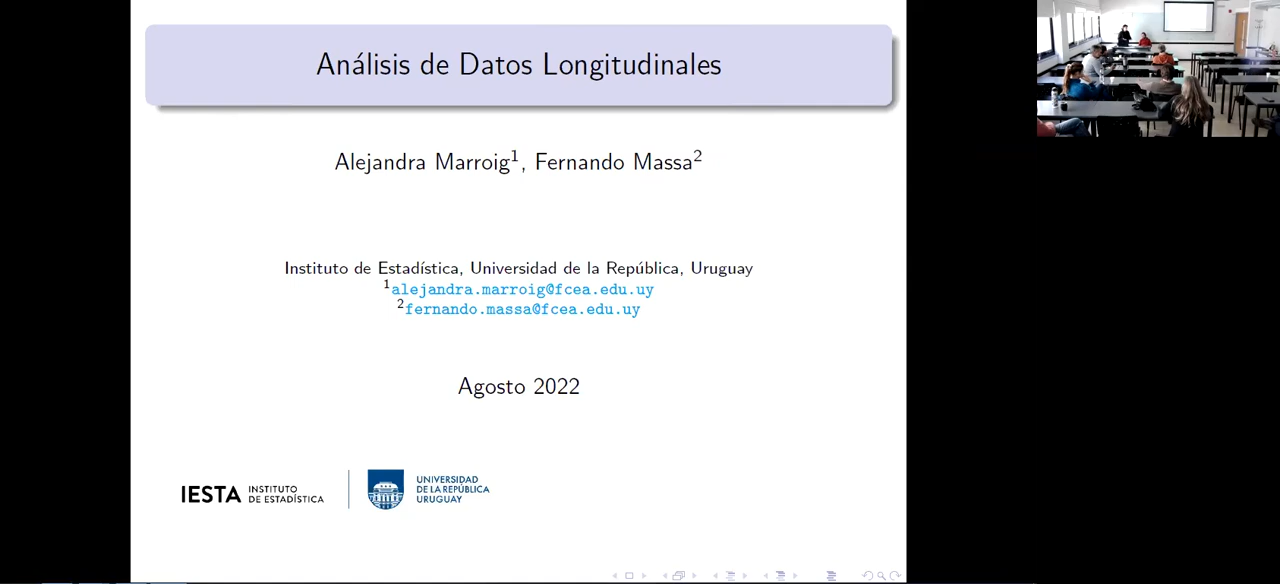 Análisis de Datos Longitudinales
Alejandra Marroig¹, Fernando Massa²
Instituto de Estadística, Universidad de la República, Uruguay
¹alejandra.marroig@fcea.edu.uy
²fernando.massa@fcea.edu.uy
Agosto 2022
IESTA INSTITUTO DE ESTADÍSTICA
UNIVERSIDAD DE LA REPÚBLICA URUGUAY